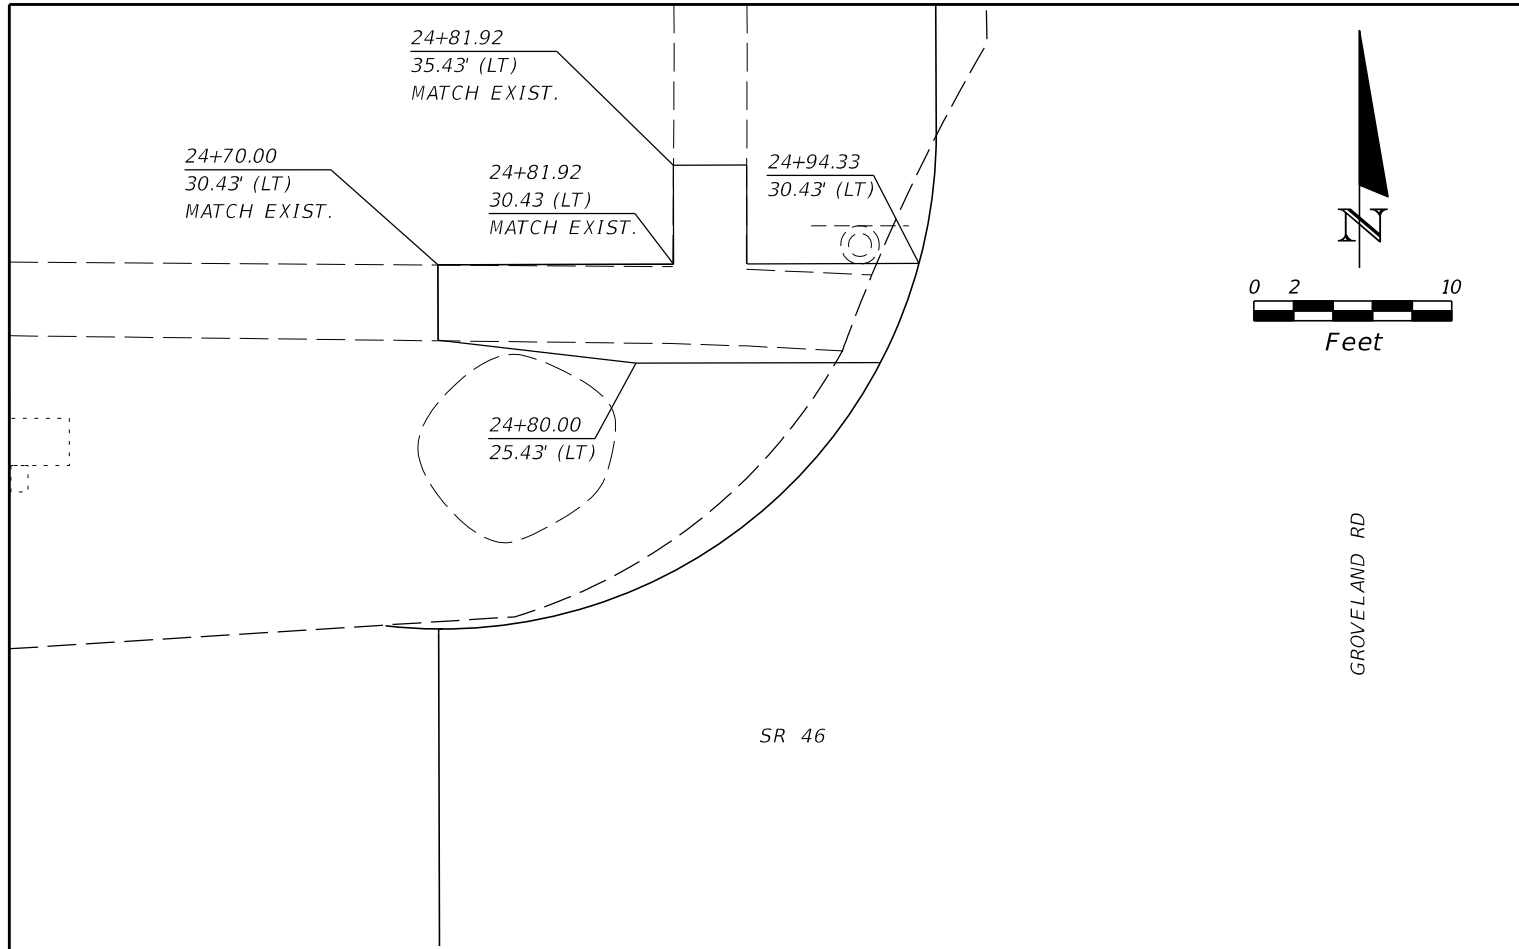 24+81.92
35.43' (LT)
MATCH EXIST.
24+70.00
30.43' (LT)
MATCH EXIST.
24+81.92
30.43 (LT)
MATCH EXIST.
24+94.33
30.43' (LT)
N
0 2 10
Feet
24+80.00
25.43' (LT)
GROVELAND RD
SR 46